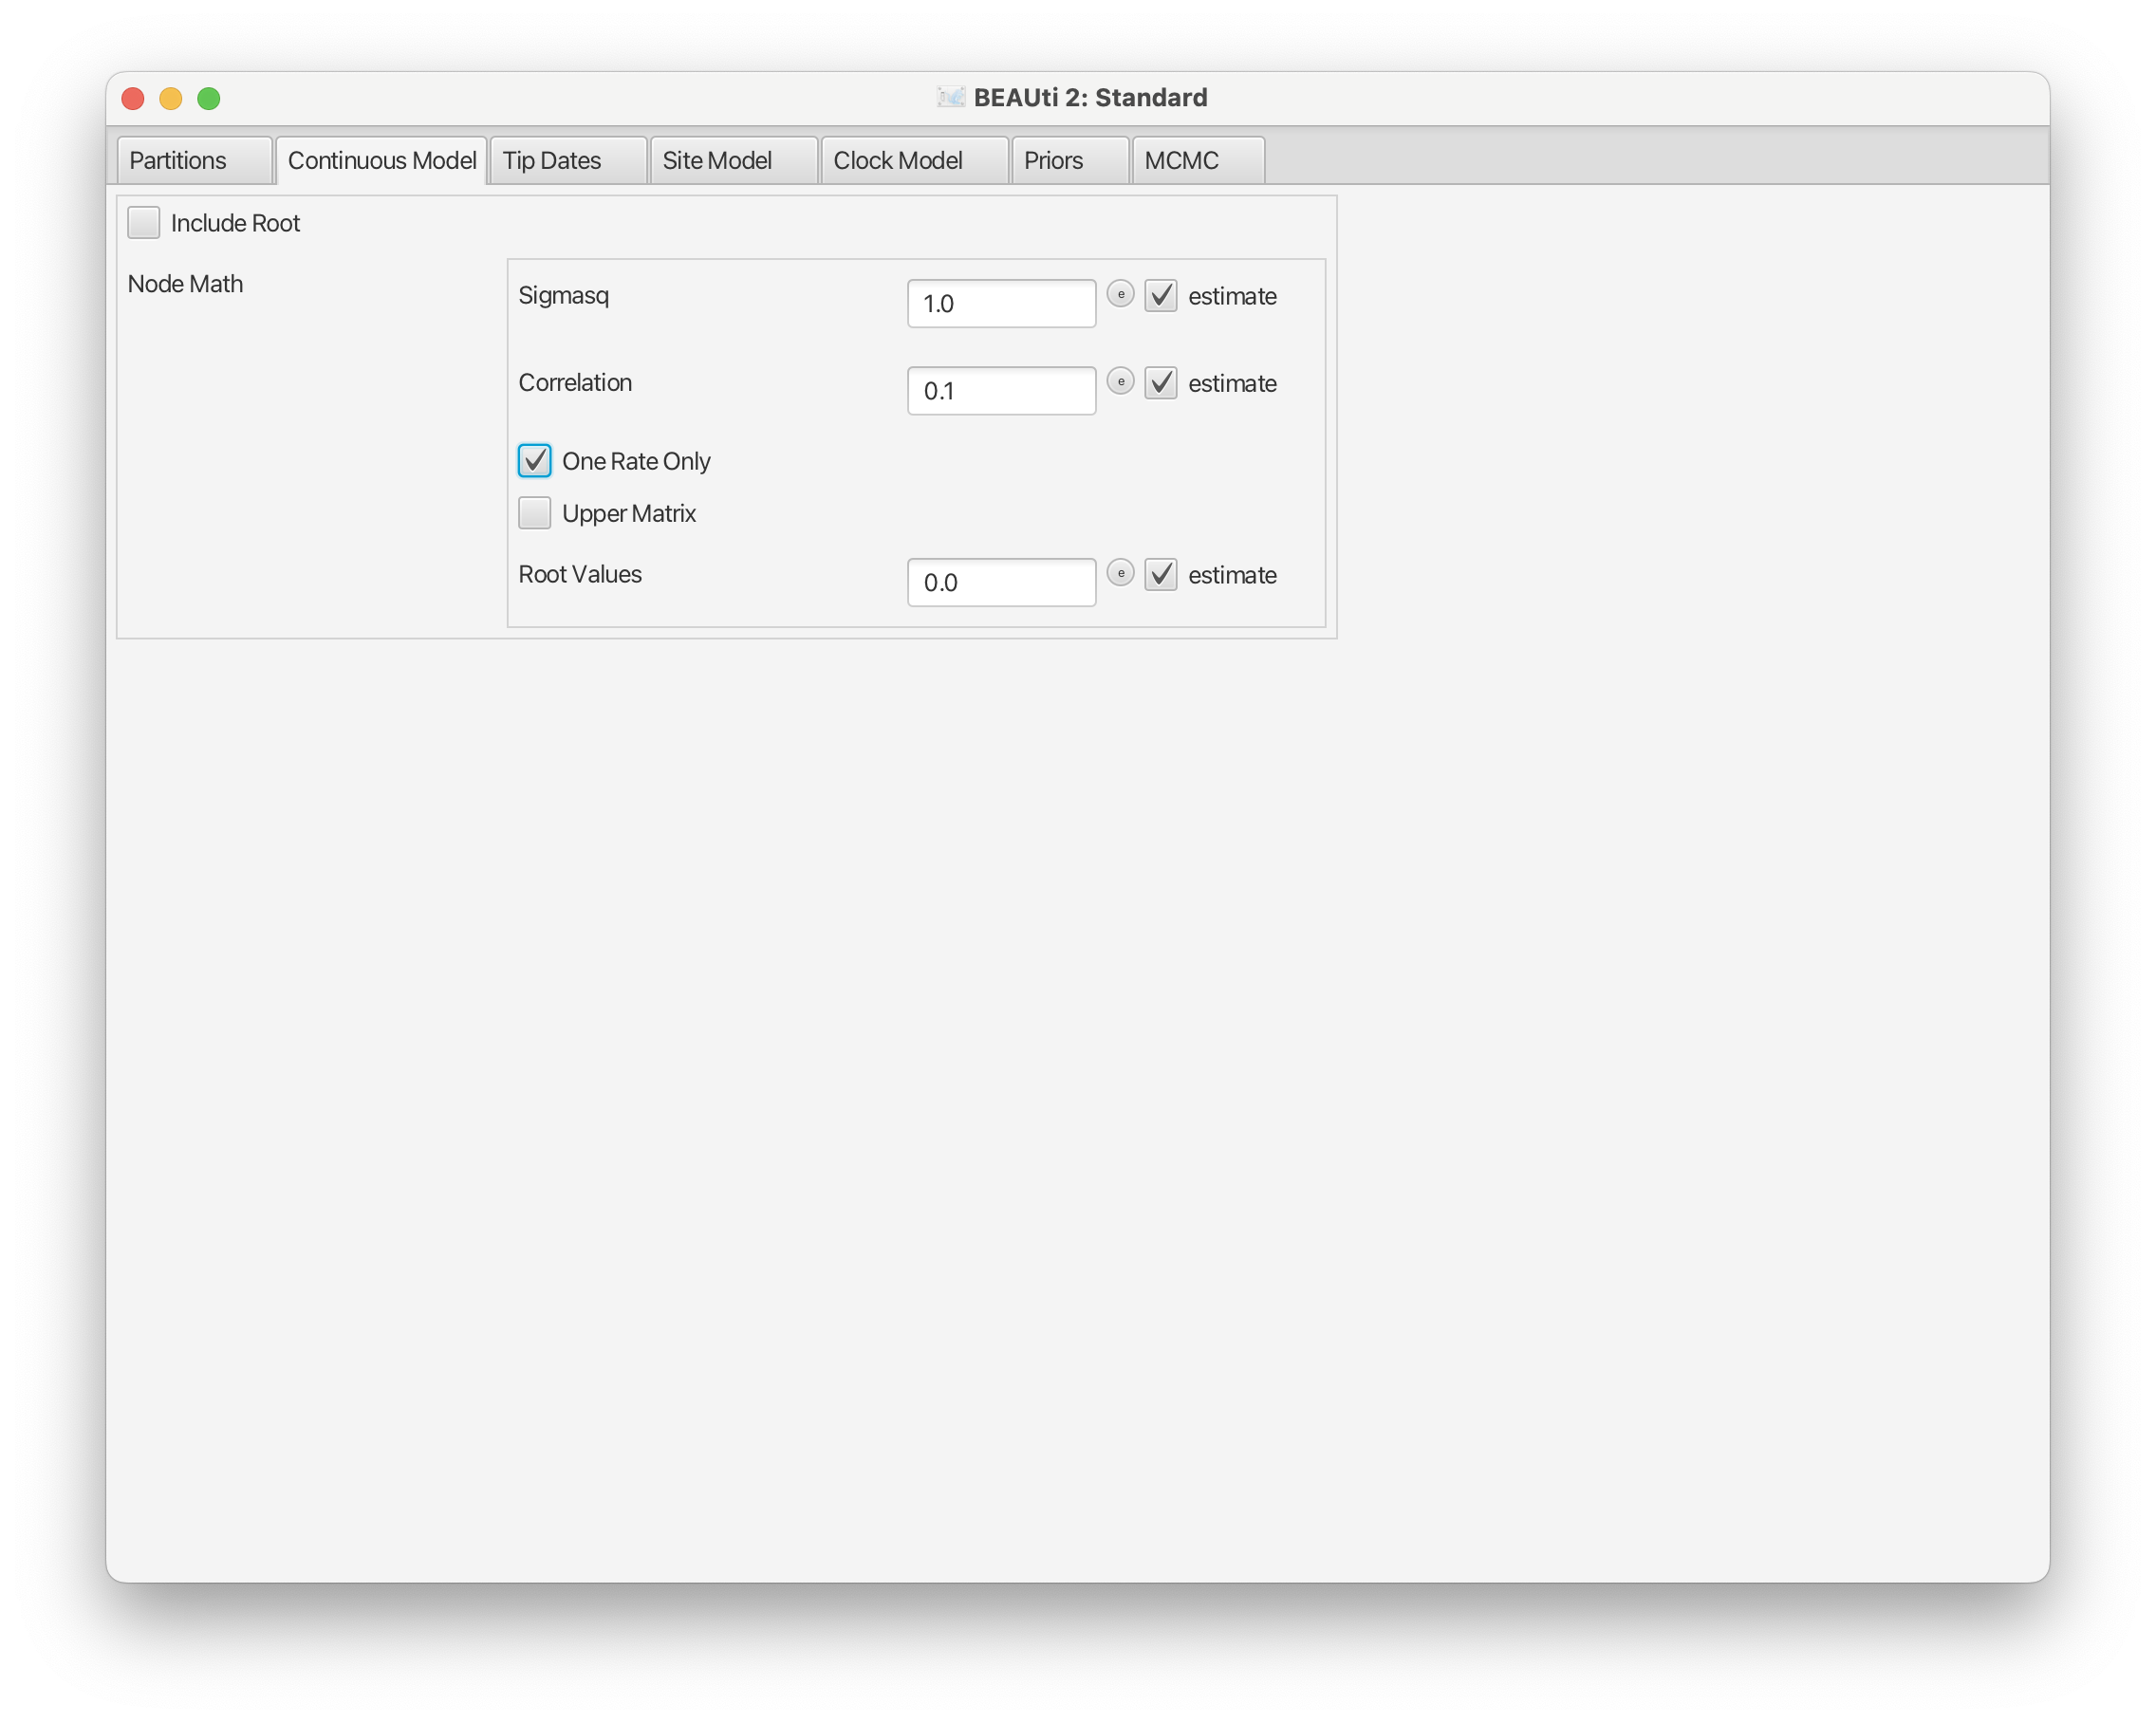 BEAUti 2: Standard
Partitions Continuous Model Tip Dates Site Model Clock Model Priors MCMC
Include Root
Node Math
Sigmasq 1.0 e estimate
Correlation 0.1 e estimate
One Rate Only
Upper Matrix
Root Values 0.0 e estimate